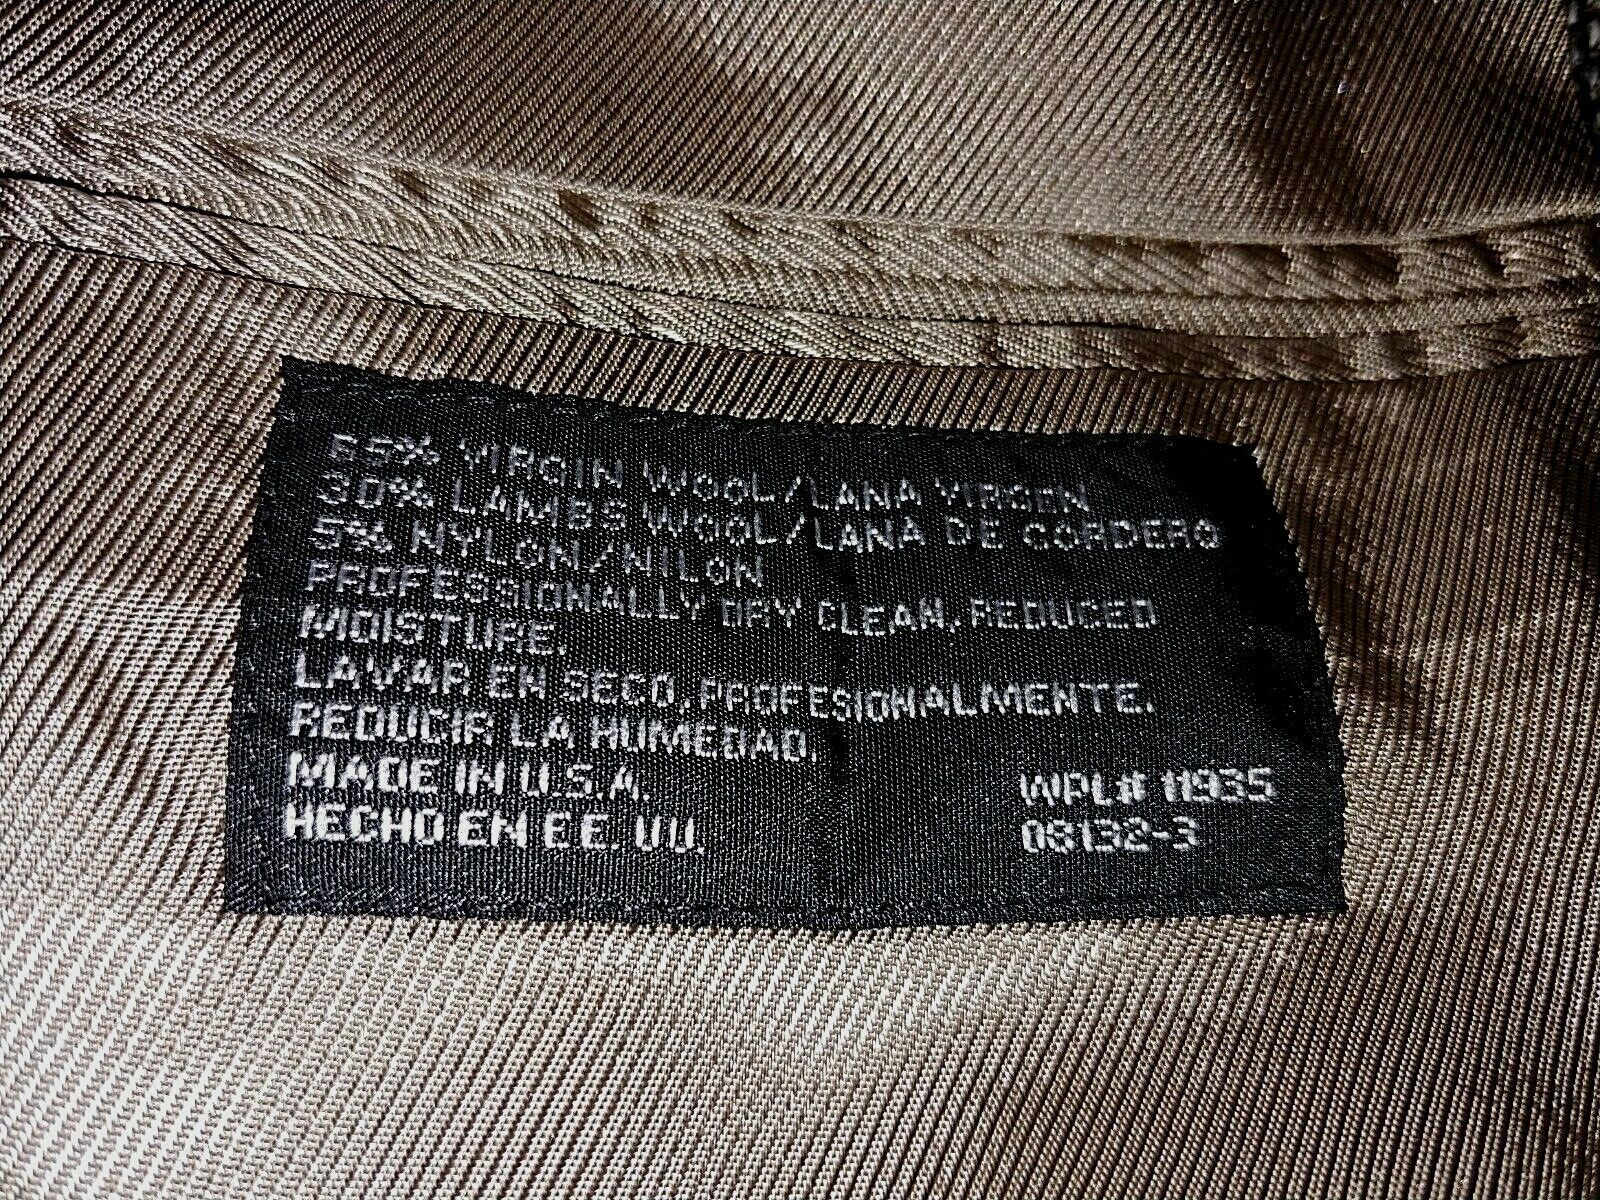 65% VIRGIN WOOL/LANA VIRGEN
30% LAMBS WOOL/LANA DE CORDERO
5% NYLON/NILON
PROFESSIONALLY DRY CLEAN, REDUCED
MOISTURE.
LAVAR EN SECO, PROFESIONALMENTE.
REDUCIR LA HUMEDAD.
MADE IN U.S.A.
HECHO EN E.E. U.U.
WPL# 11935
08132-3